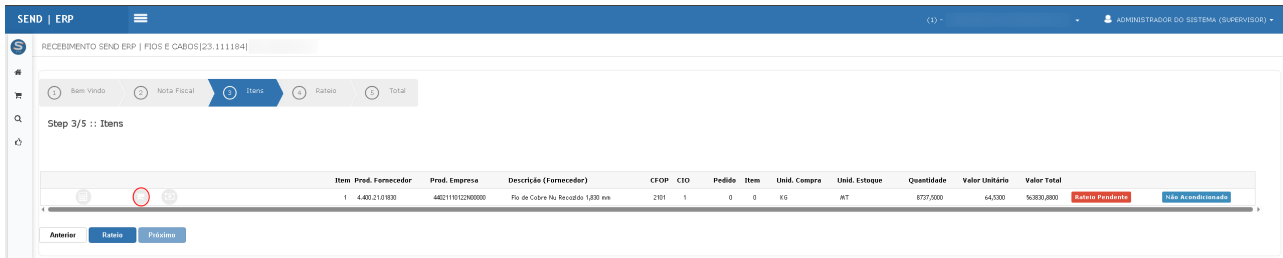 SEND | ERP
(1) -
ADMINISTRADOR DO SISTEMA (SUPERVISOR)
S
RECEBIMENTO SEND ERP | FIOS E CABOS|23.111184|
1 Bem Vindo 2 Nota Fiscal 3 Itens 4 Rateio 5 Total
Step 3/5 :: Itens
Item Prod. Fornecedor Prod. Empresa Descrição (Fornecedor) CFOP CIO Pedido Item Unid. Compra Unid. Estoque Quantidade Valor Unitário Valor Total
1 4.400.21.01830 44021110122N00000 Fio de Cobre Nu Recozido 1,830 mm 2101 1 0 0 KG MT 8737,5000 64,5300 563830,8800 Rateio Pendente Não Acondicionado
Anterior Rateio Próximo